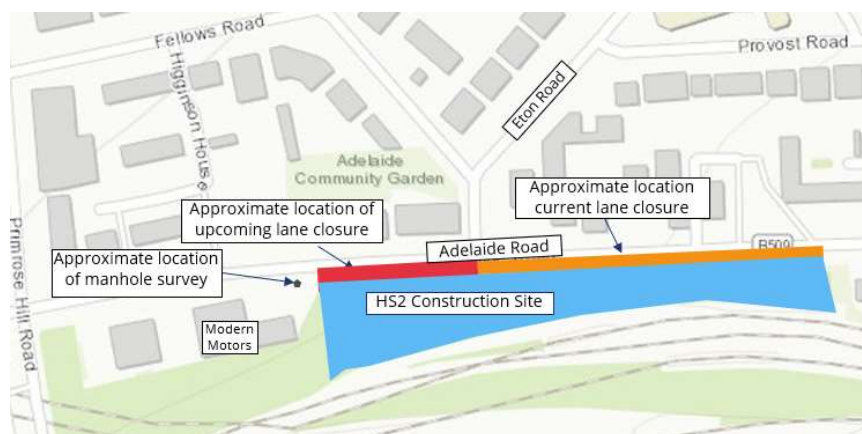 Fellows Road
Higginson House
Provost Road
Eton Road
Adelaide
Community Garden
Approximate location
current lane closure
Approximate location of
upcoming lane closure
Adelaide Road
B509
Approximate location
of manhole survey
HS2 Construction Site
Primrose Hill Road
Modern
Motors